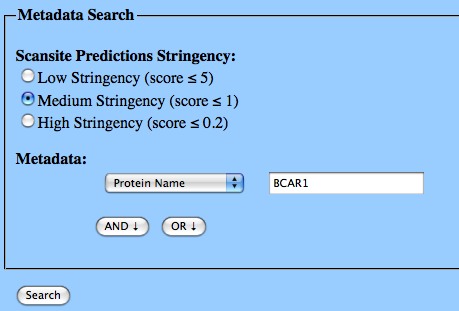 Metadata Search
Scansite Predictions Stringency:
Low Stringency (score ≤ 5)
Medium Stringency (score ≤ 1)
High Stringency (score ≤ 0.2)
Metadata:
Protein Name BCAR1
AND ↓ OR ↓
Search